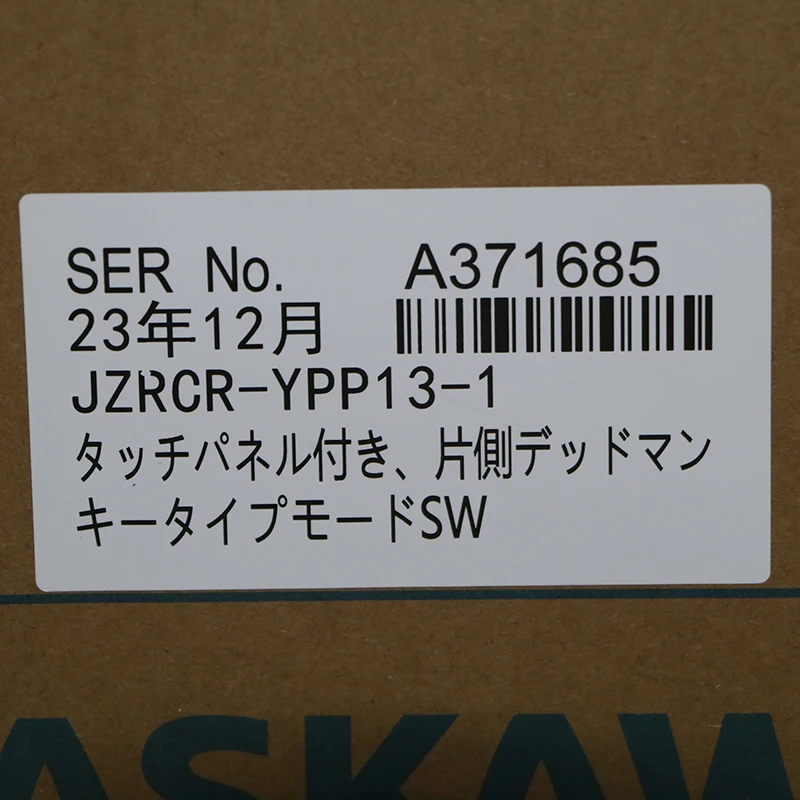 SER No. A371685
23年12月
JZRCR-YPP13-1
タッチパネル付き、片側デッドマン
キータイプモードSW
ASKAW